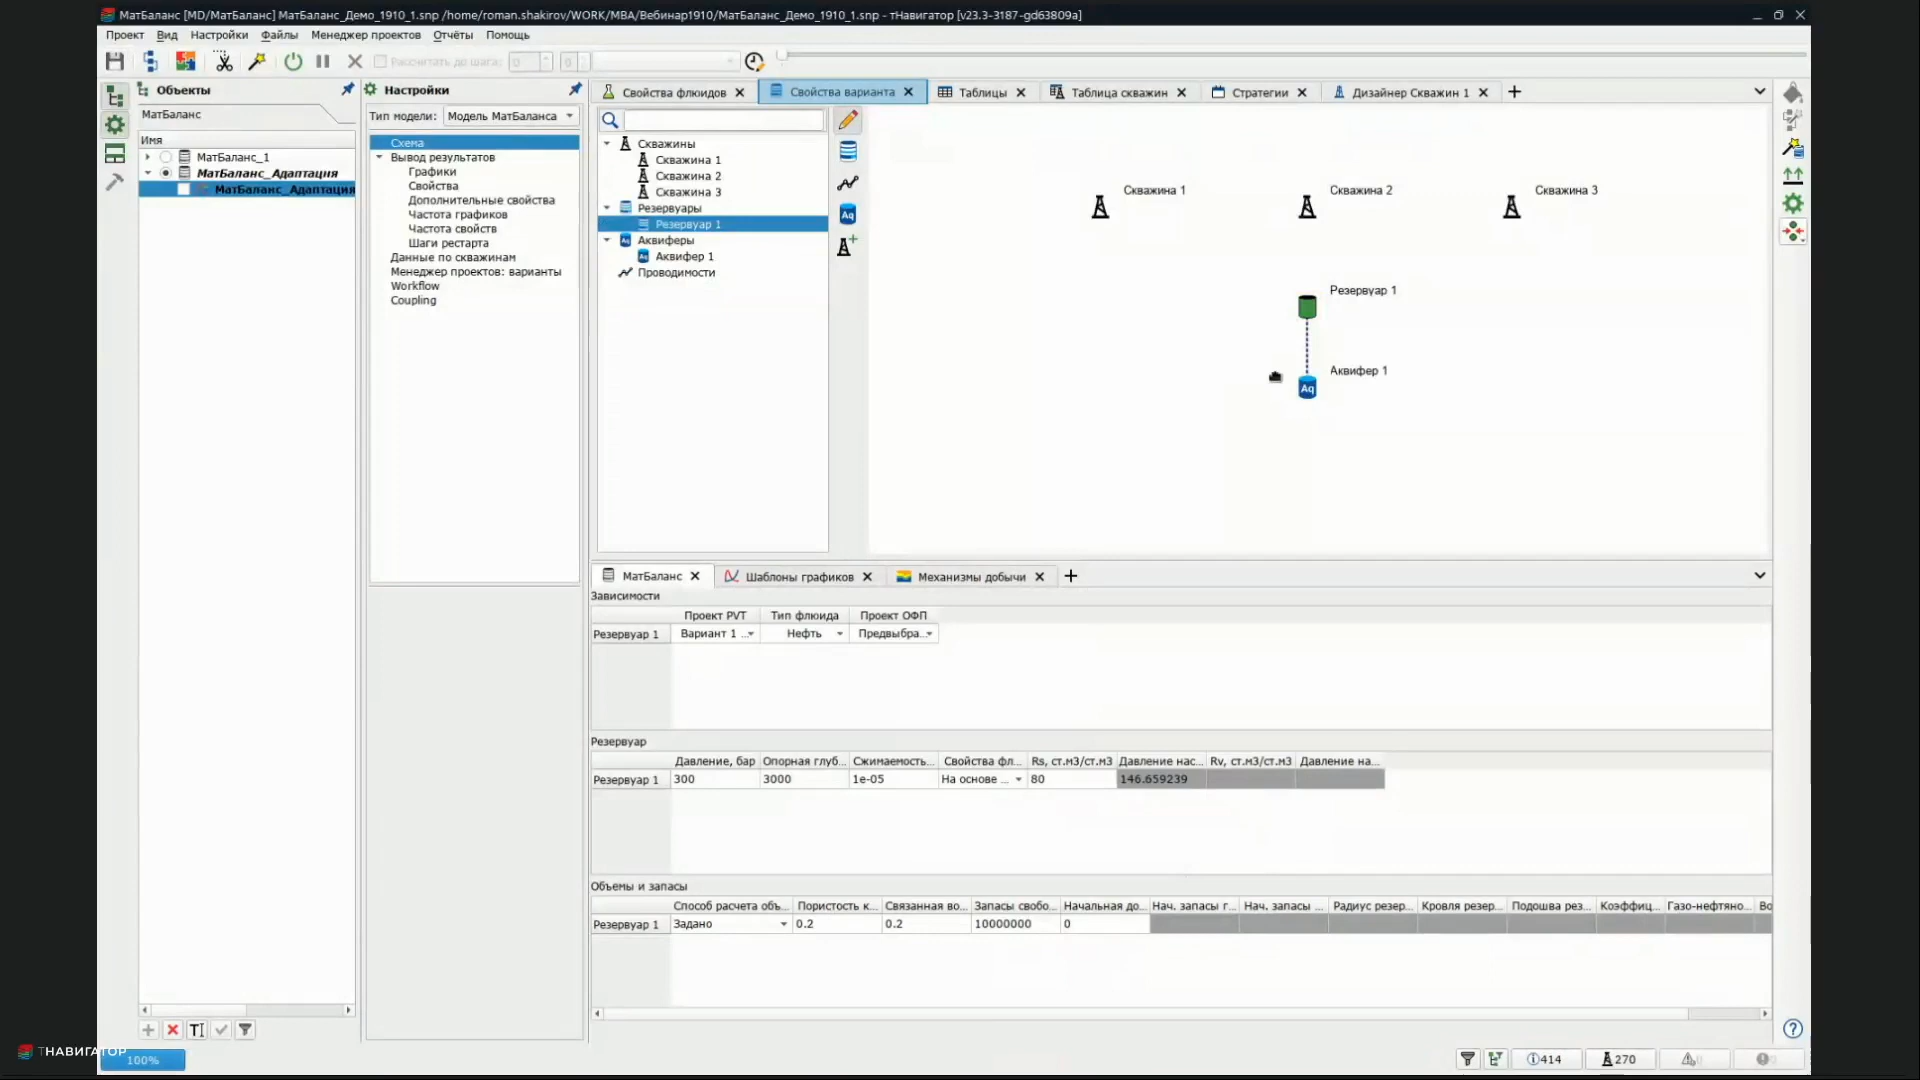 МатБаланс [MD/МатБаланс] МатБаланс_Демо_1910_1.snp /home/roman.shakirov/WORK/MBA/Вебинар1910/МатБаланс_Демо_1910_1.snp - тНавигатор [v23.3-3187-gd63809a]
Проект Вид Настройки Файлы Менеджер проектов Отчёты Помощь
Рассчитать до шага: 0 0
Объекты
МатБаланс
Имя
МатБаланс_1
МатБаланс_Адаптация
МатБаланс_Адаптация
Настройки
Тип модели: Модель МатБаланса
Схема
Вывод результатов
Графики
Свойства
Дополнительные свойства
Частота графиков
Частота свойств
Шаги рестарта
Данные по скважинам
Менеджер проектов: варианты
Workflow
Coupling
Свойства флюидов Свойства варианта Таблицы Таблица скважин Стратегии Дизайнер Скважин 1
Скважины
Скважина 1
Скважина 2
Скважина 3
Резервуары
Резервуар 1
Аквиферы
Аквифер 1
Проводимости
Aq
Скважина 1 Скважина 2 Скважина 3
Резервуар 1
Аквифер 1
Aq
МатБаланс Шаблоны графиков Механизмы добычи
Зависимости
Проект PVT Тип флюида Проект ОФП
Резервуар 1 Вариант 1 ... Нефть Предвыбра...
Резервуар
Давление, бар Опорная глуб... Сжимаемость... Свойства фл... Rs, ст.м3/ст.м3 Давление нас... Rv, ст.м3/ст.м3 Давление на...
Резервуар 1 300 3000 1e-05 На основе ... 80 146.659239
Объемы и запасы
Способ расчета объ... Пористость к... Связанная во... Запасы свобо... Начальная до... Нач. запасы г... Нач. запасы ... Радиус резер... Кровля резер... Подошва рез... Коэффиц... Газо-нефтяно... Во
Резервуар 1 Задано 0.2 0.2 10000000 0
ТНАВИГАТОР
100%
414 270